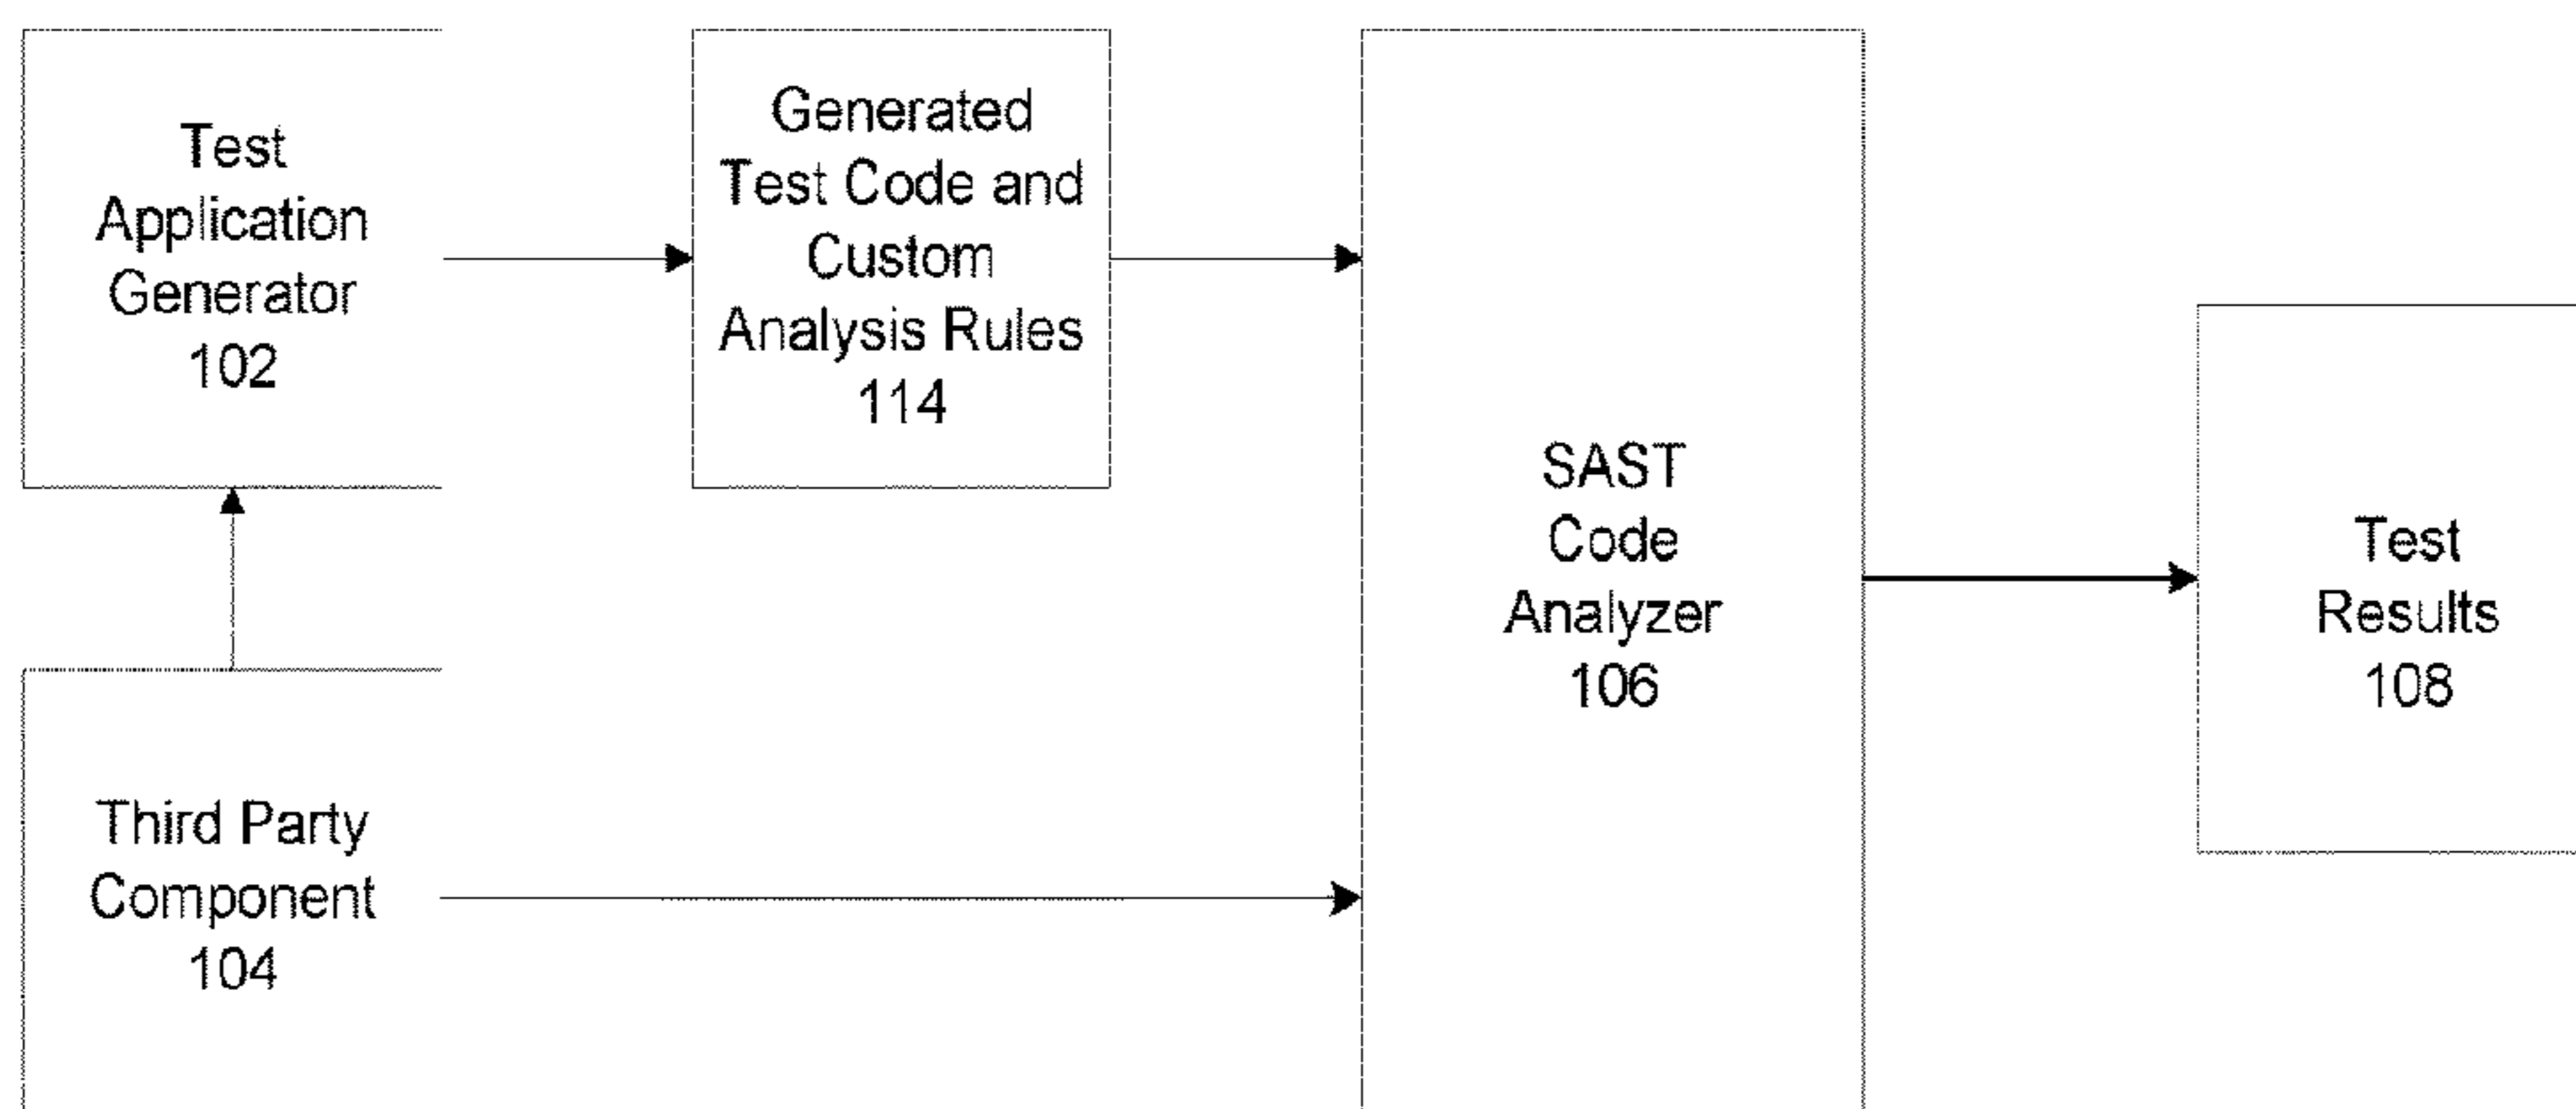 Test
Application
Generator
102
Generated
Test Code and
Custom
Analysis Rules
114
SAST
Code
Analyzer
106
Test
Results
108
Third Party
Component
104